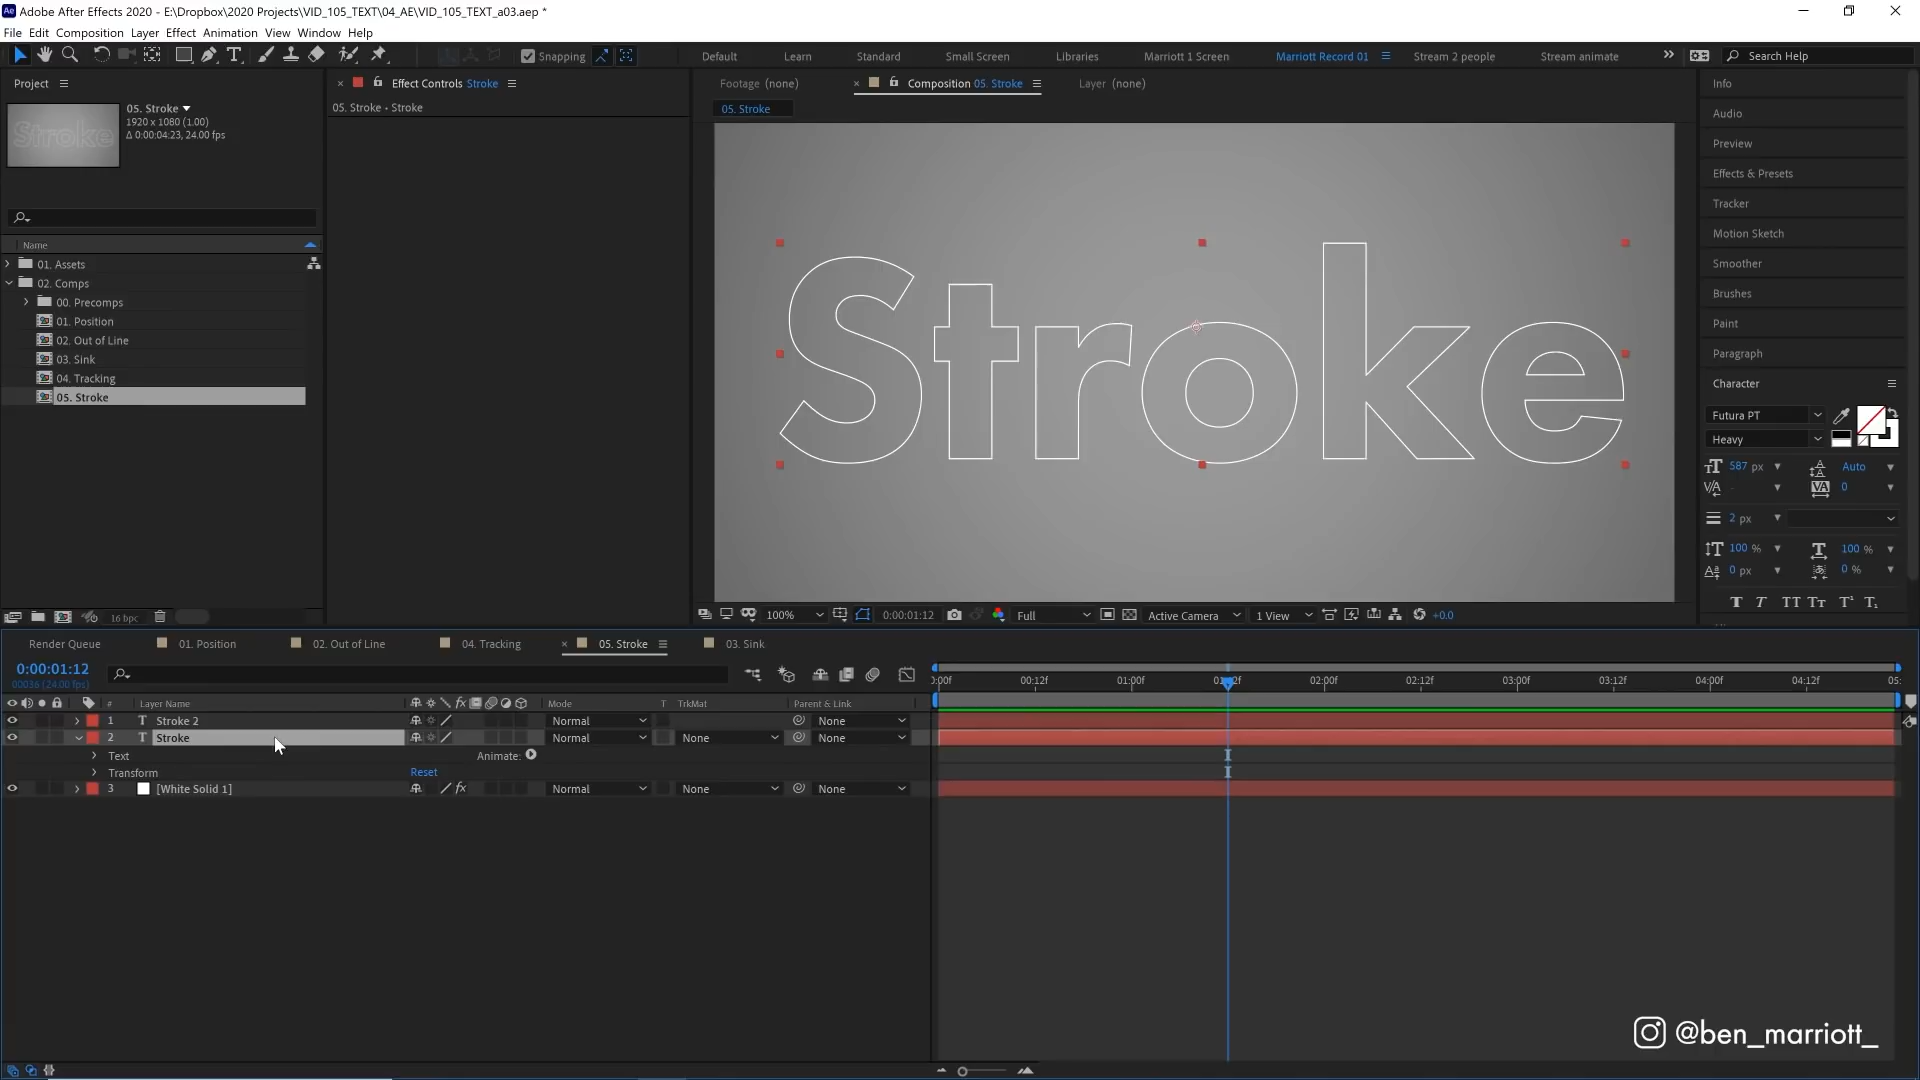 Adobe After Effects 2020 - E:\Dropbox\2020 Projects\VID_105_TEXT\04_AE\VID_105_TEXT_a03.aep *
File Edit Composition Layer Effect Animation View Window Help
Snapping Default Learn Standard Small Screen Libraries Marriott 1 Screen Marriott Record 01 Stream 2 people Stream animate Search Help
Project
05. Stroke
1920 x 1080 (1.00)
Δ 0:00:04:23, 24.00 fps
Name
01. Assets
02. Comps
00. Precomps
01. Position
02. Out of Line
03. Sink
04. Tracking
05. Stroke
16 bpc
Effect Controls Stroke
05. Stroke • Stroke
Footage (none) Composition 05. Stroke Layer (none)
05. Stroke
Stroke
100% 0:00:01:12 Full Active Camera 1 View +0.0
Info
Audio
Preview
Effects & Presets
Tracker
Motion Sketch
Smoother
Brushes
Paint
Paragraph
Character
Futura PT
Heavy
587 px Auto
0
2 px
100 % 100 %
0 px 0 %
T T TT Tt T¹ T₁
Render Queue 01. Position 02. Out of Line 04. Tracking 05. Stroke 03. Sink
0:00:01:12
00036 (24.00 fps)
# Layer Name Mode T TrkMat Parent & Link
1 T Stroke 2 Normal None
2 T Stroke Normal None None
Text Animate:
Transform Reset
3 [White Solid 1] Normal None None
00:12f 01:00f 02:00f 02:12f 03:00f 03:12f 04:00f 04:12f
@ben_marriott_